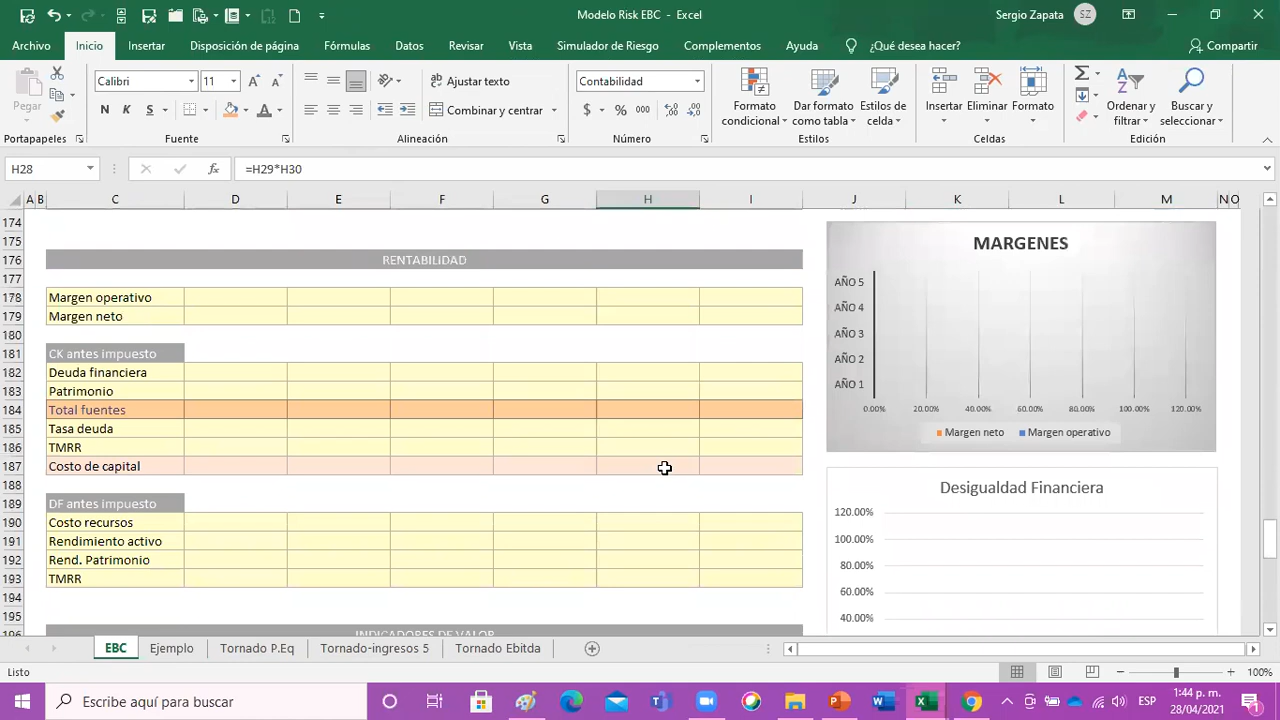 Modelo Risk EBC - Excel
Sergio Zapata
SZ
Archivo
Inicio
Insertar
Disposición de página
Fórmulas
Datos
Revisar
Vista
Simulador de Riesgo
Complementos
Ayuda
¿Qué desea hacer?
Compartir
Pegar
Calibri
11
N K S
Ajustar texto
Combinar y centrar
Contabilidad
$ % 000
Formato condicional
Dar formato como tabla
Estilos de celda
Insertar
Eliminar
Formato
Ordenar y filtrar
Buscar y seleccionar
Portapapeles
Fuente
Alineación
Número
Estilos
Celdas
Edición
H28
fx
=H29*H30
A B C D E F G H I J K L M N O
174
175
176 RENTABILIDAD
177
178 Margen operativo
179 Margen neto
180
181 CK antes impuesto
182 Deuda financiera
183 Patrimonio
184 Total fuentes
185 Tasa deuda
186 TMRR
187 Costo de capital
188
189 DF antes impuesto
190 Costo recursos
191 Rendimiento activo
192 Rend. Patrimonio
193 TMRR
194
195
196 INDICADORES DE VALOR
MARGENES
AÑO 5
AÑO 4
AÑO 3
AÑO 2
AÑO 1
0.00% 20.00% 40.00% 60.00% 80.00% 100.00% 120.00%
Margen neto Margen operativo
Desigualdad Financiera
120.00%
100.00%
80.00%
60.00%
40.00%
EBC
Ejemplo
Tornado P.Eq
Tornado-ingresos 5
Tornado Ebitda
Listo
100%
Escribe aquí para buscar
ESP
1:44 p. m.
28/04/2021
1